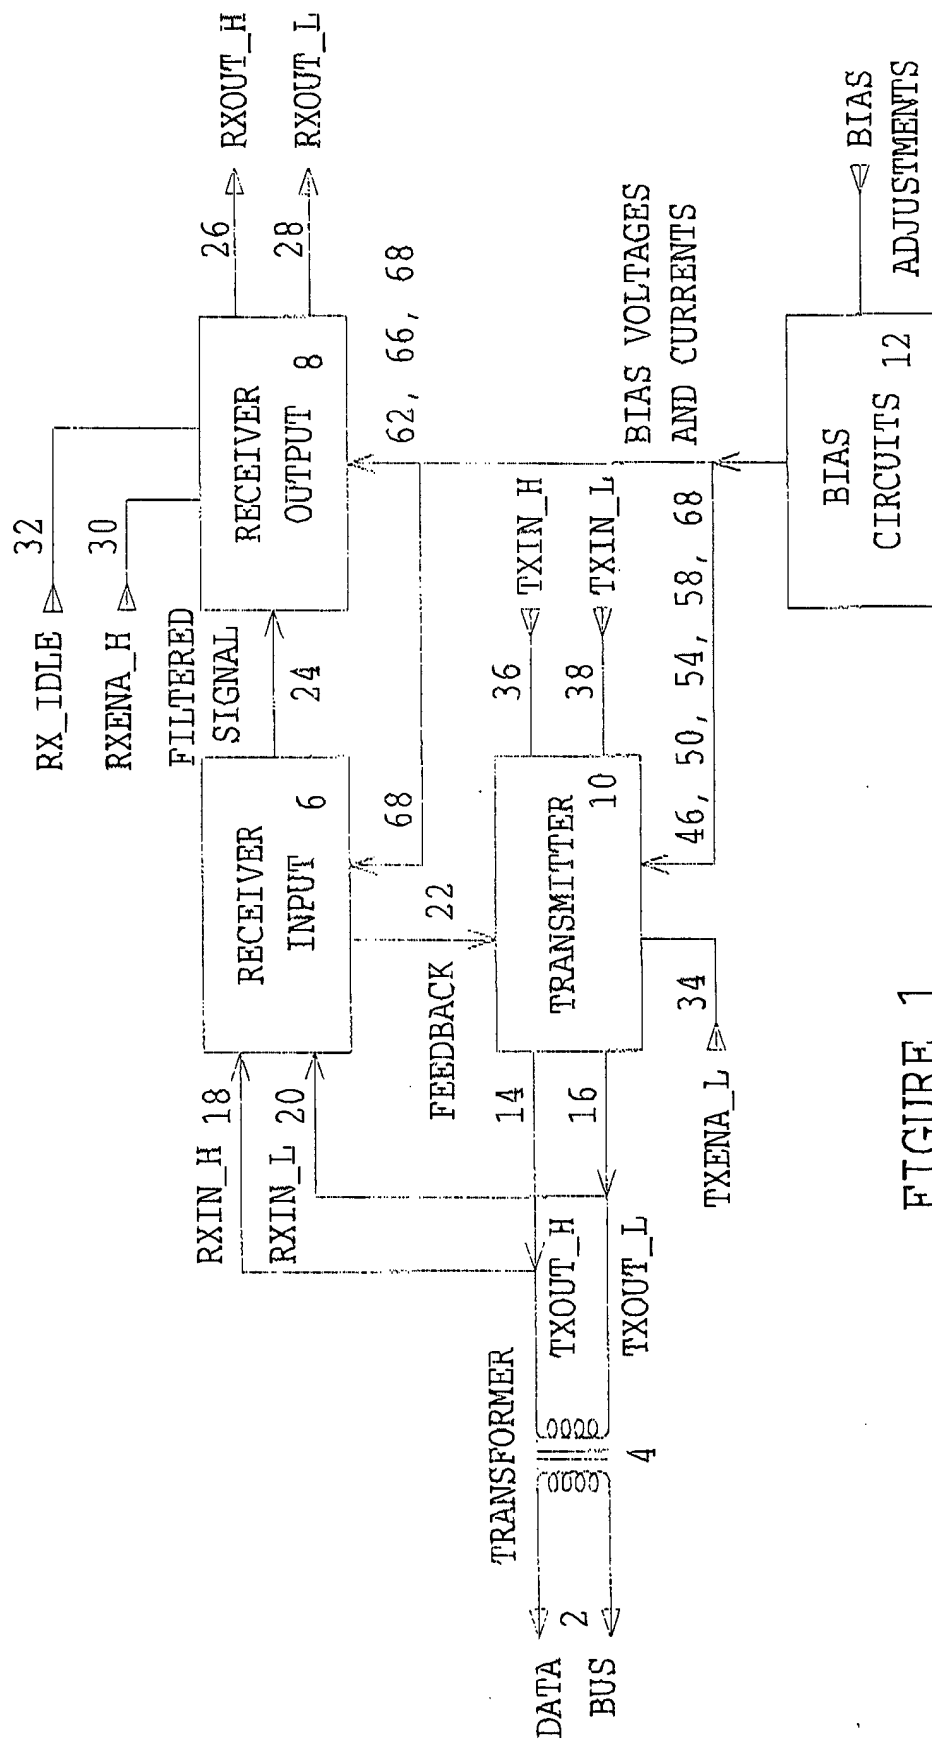 RX_IDLE
32
RXENA_H
30
FILTERED
SIGNAL
24
RECEIVER
OUTPUT
8
26
RXOUT_H
28
RXOUT_L
RXIN_H
18
RXIN_L
20
RECEIVER
INPUT
6
68
62, 66, 68
FEEDBACK
22
TRANSFORMER
DATA
BUS
2
4
TXOUT_H
TXOUT_L
14
16
TRANSMITTER
10
36
TXIN_H
38
TXIN_L
BIAS VOLTAGES
AND CURRENTS
TXENA_L
34
46, 50, 54, 58, 68
BIAS
CIRCUITS
12
BIAS
ADJUSTMENTS
FIGURE 1